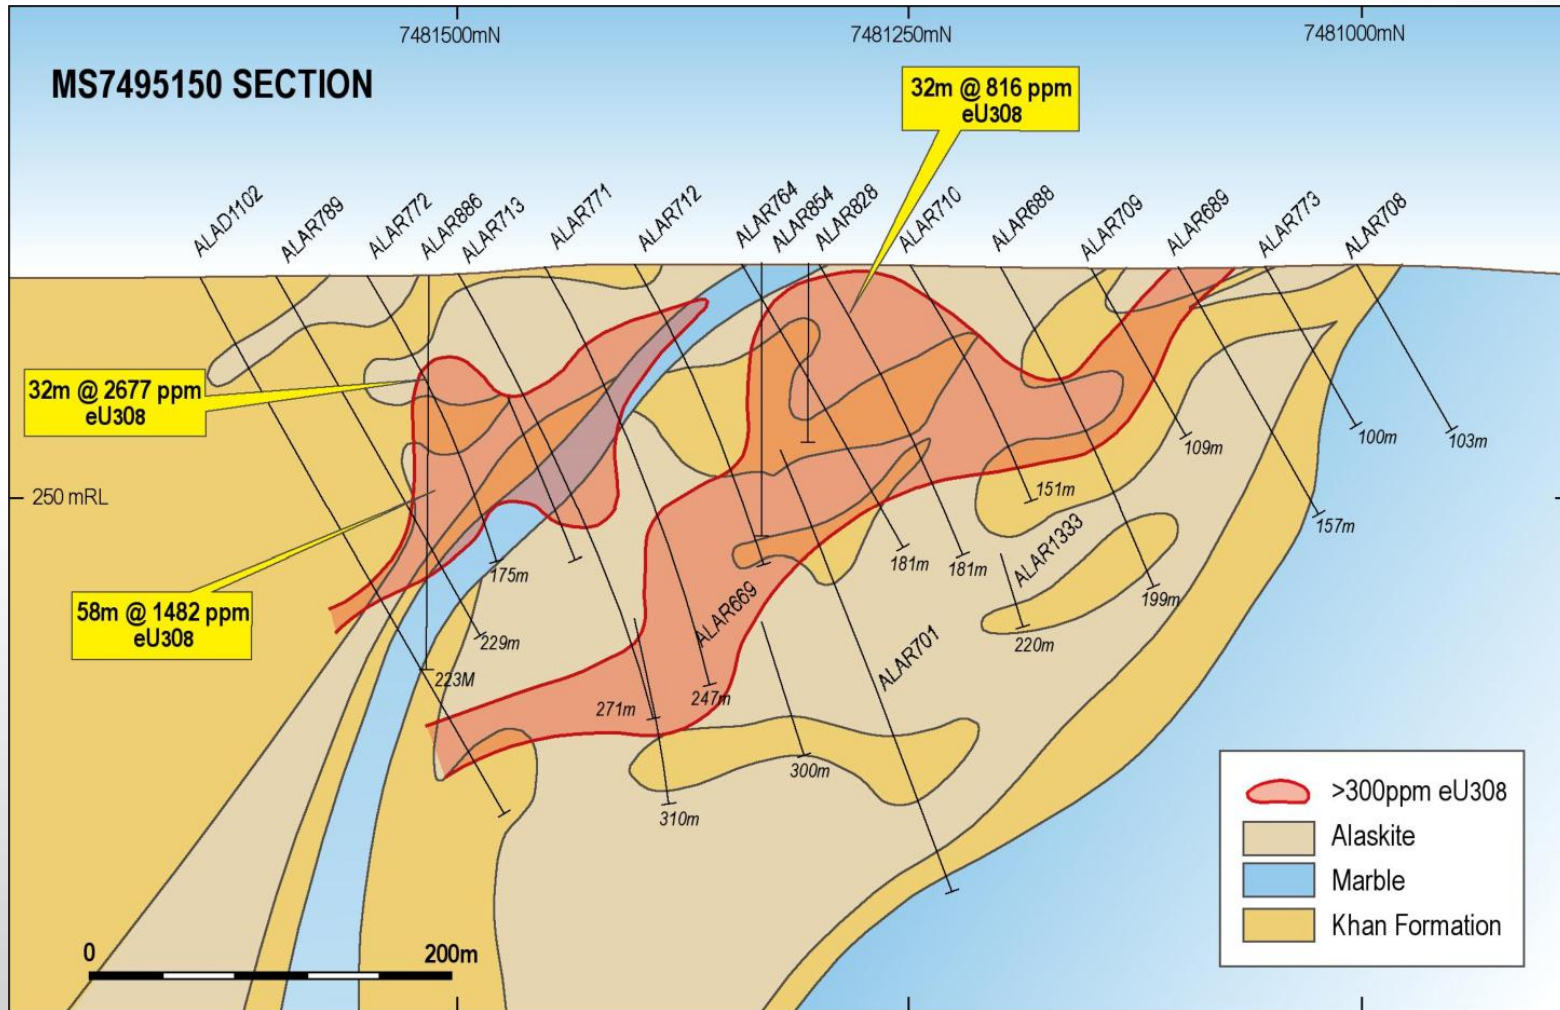 7481500mN
7481250mN
7481000mN
MS7495150 SECTION
32m @ 816 ppm
eU308
ALAD1102
ALAR789
ALAR772
ALAR886
ALAR713
ALAR771
ALAR712
ALAR764
ALAR854
ALAR828
ALAR710
ALAR688
ALAR709
ALAR689
ALAR773
ALAR708
32m @ 2677 ppm
eU308
250 mRL
58m @ 1482 ppm
eU308
109m
100m
103m
151m
157m
175m
181m
181m
ALAR1333
199m
ALAR669
229m
220m
223M
ALAR701
247m
271m
300m
310m
>300ppm eU308
Alaskite
Marble
Khan Formation
0
200m